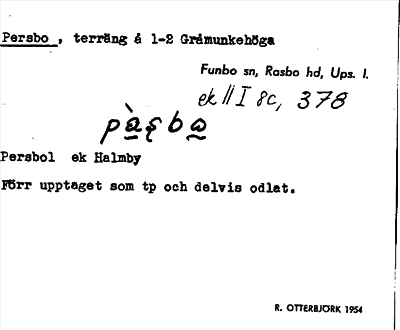 Persbo, terräng å 1-2 Gråmunkehöga
Funbo sn, Rasbo hd, Ups. l.
ek II I 8c, 378
Persbol ek Halmby
Förr upptaget som tp och delvis odlat.
R. OTTERBJÖRK 1954